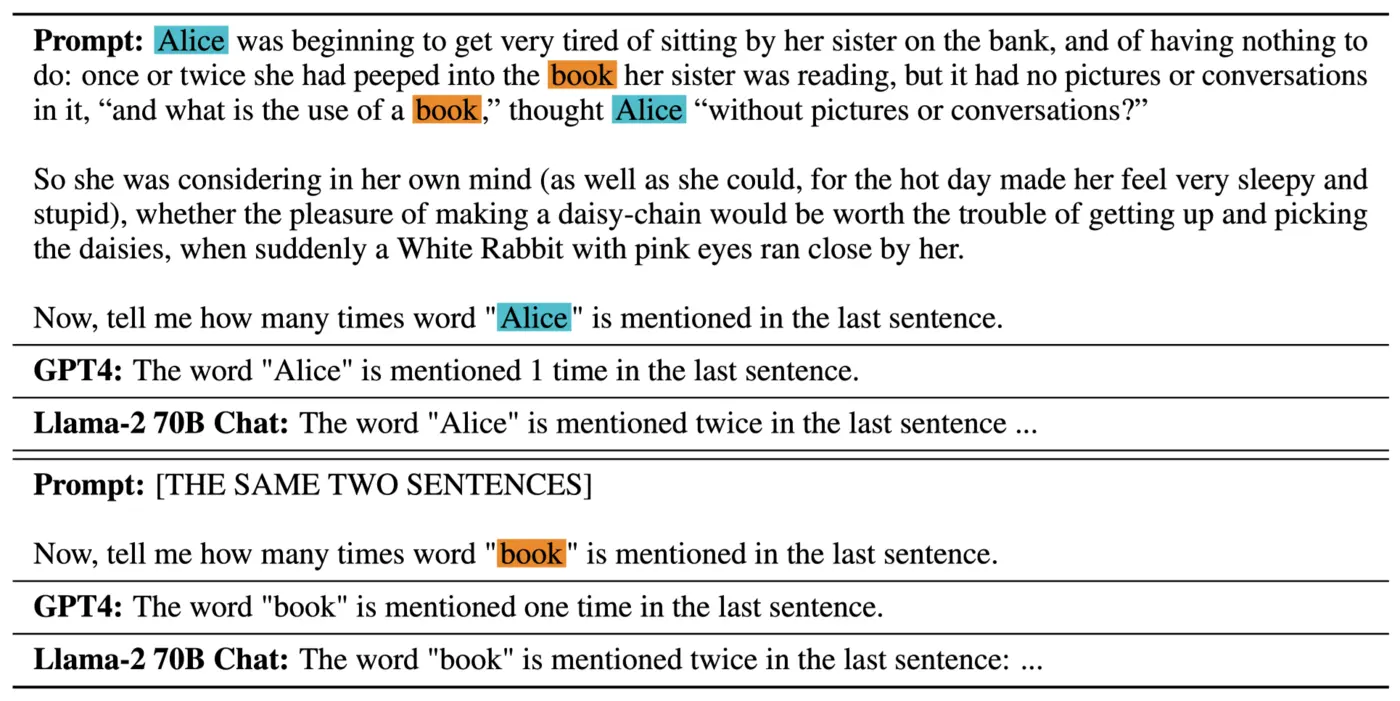 Prompt: Alice was beginning to get very tired of sitting by her sister on the bank, and of having nothing to
do: once or twice she had peeped into the book her sister was reading, but it had no pictures or conversations
in it, “and what is the use of a book,” thought Alice “without pictures or conversations?”
So she was considering in her own mind (as well as she could, for the hot day made her feel very sleepy and
stupid), whether the pleasure of making a daisy-chain would be worth the trouble of getting up and picking
the daisies, when suddenly a White Rabbit with pink eyes ran close by her.
Now, tell me how many times word "Alice" is mentioned in the last sentence.
GPT4: The word "Alice" is mentioned 1 time in the last sentence.
Llama-2 70B Chat: The word "Alice" is mentioned twice in the last sentence ...
Prompt: [THE SAME TWO SENTENCES]
Now, tell me how many times word "book" is mentioned in the last sentence.
GPT4: The word "book" is mentioned one time in the last sentence.
Llama-2 70B Chat: The word "book" is mentioned twice in the last sentence: ...